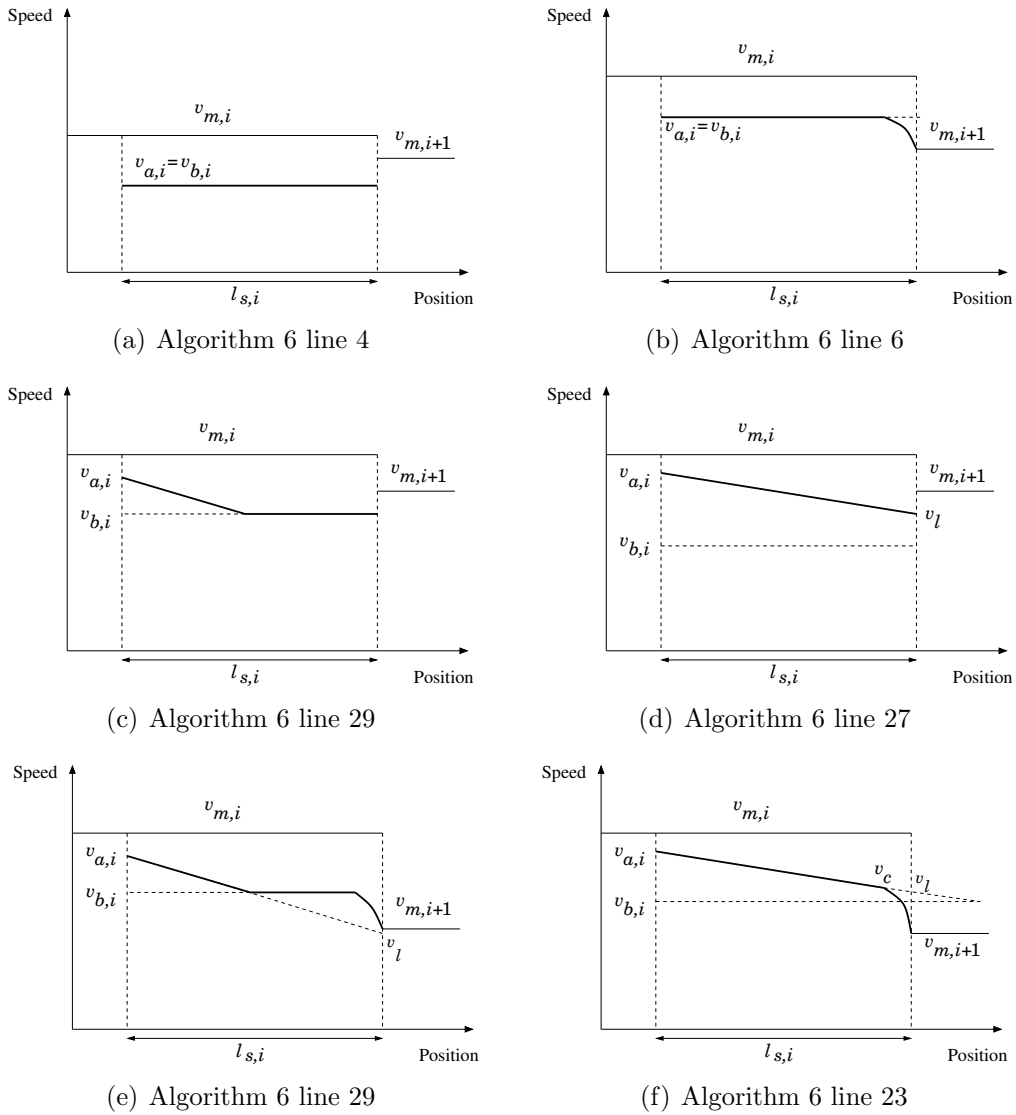 Speed
v_{m,i}
v_{m,i+1}
v_{a,i}=v_{b,i}
l_{s,i}
Position
(a) Algorithm 6 line 4
Speed
v_{m,i}
v_{a,i}=v_{b,i}
v_{m,i+1}
l_{s,i}
Position
(b) Algorithm 6 line 6
Speed
v_{m,i}
v_{a,i}
v_{m,i+1}
v_{b,i}
l_{s,i}
Position
(c) Algorithm 6 line 29
Speed
v_{m,i}
v_{a,i}
v_{m,i+1}
v_l
v_{b,i}
l_{s,i}
Position
(d) Algorithm 6 line 27
Speed
v_{m,i}
v_{a,i}
v_{b,i}
v_{m,i+1}
v_l
l_{s,i}
Position
(e) Algorithm 6 line 29
Speed
v_{m,i}
v_{a,i}
v_c
v_l
v_{b,i}
v_{m,i+1}
l_{s,i}
Position
(f) Algorithm 6 line 23